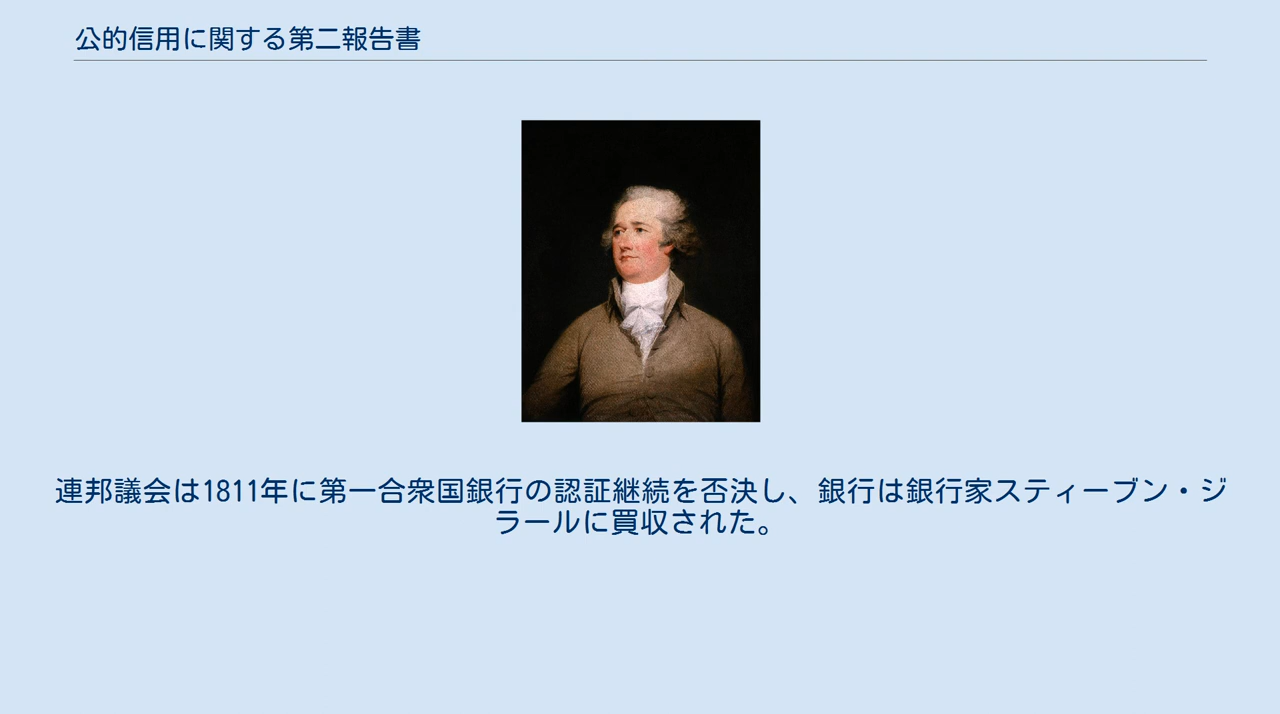 公的信用に関する第二報告書
連邦議会は1811年に第一合衆国銀行の認証継続を否決し、銀行は銀行家スティーブン・ジ
ラールに買収された。